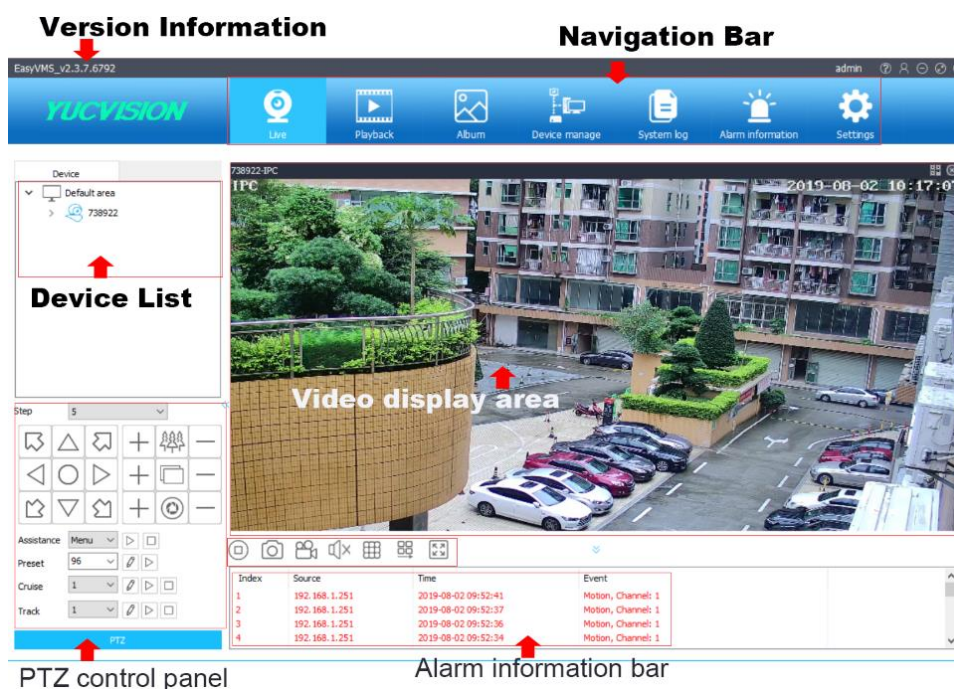 Version Information
Navigation Bar
EasyVMS_v2.3.7.6792
admin
YUCVISION
Live
Playback
Album
Device manage
System log
Alarm information
Settings
Device
738922-IPC
Default area
738922
IPC
2019-08-02 10:17:07
Device List
Video display area
Step 5
Assistance Menu
Preset 96
Cruise 1
Track 1
PTZ
Index Source Time Event
1 192.168.1.251 2019-08-02 09:52:41 Motion, Channel: 1
2 192.168.1.251 2019-08-02 09:52:37 Motion, Channel: 1
3 192.168.1.251 2019-08-02 09:52:36 Motion, Channel: 1
4 192.168.1.251 2019-08-02 09:52:34 Motion, Channel: 1
PTZ control panel
Alarm information bar